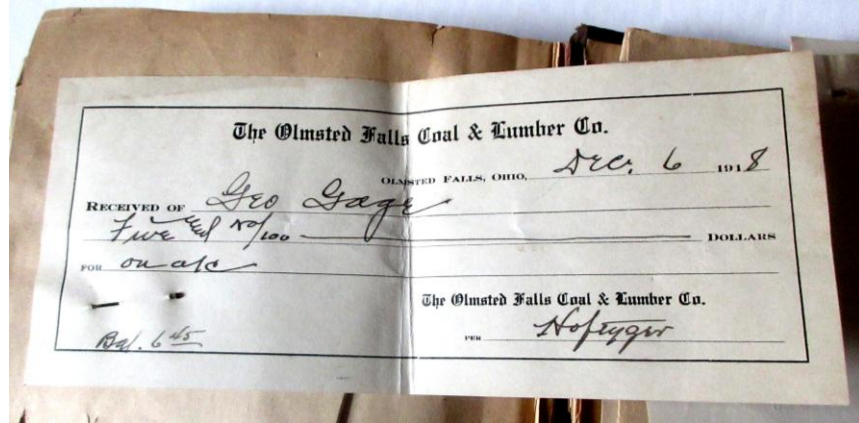 The Olmsted Falls Coal & Lumber Co.
OLMSTED FALLS, OHIO, Dec. 6 1918
RECEIVED OF Geo Gage
Five and no/100 DOLLARS
FOR on a/c
The Olmsted Falls Coal & Lumber Co.
Bal. 6 45 PER